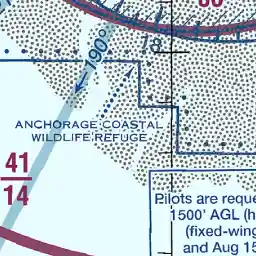 190°
ANCHORAGE COASTAL
WILDLIFE REFUGE
41
14
Pilots are reque
1500' AGL (h
(fixed-wing
and Aug 15